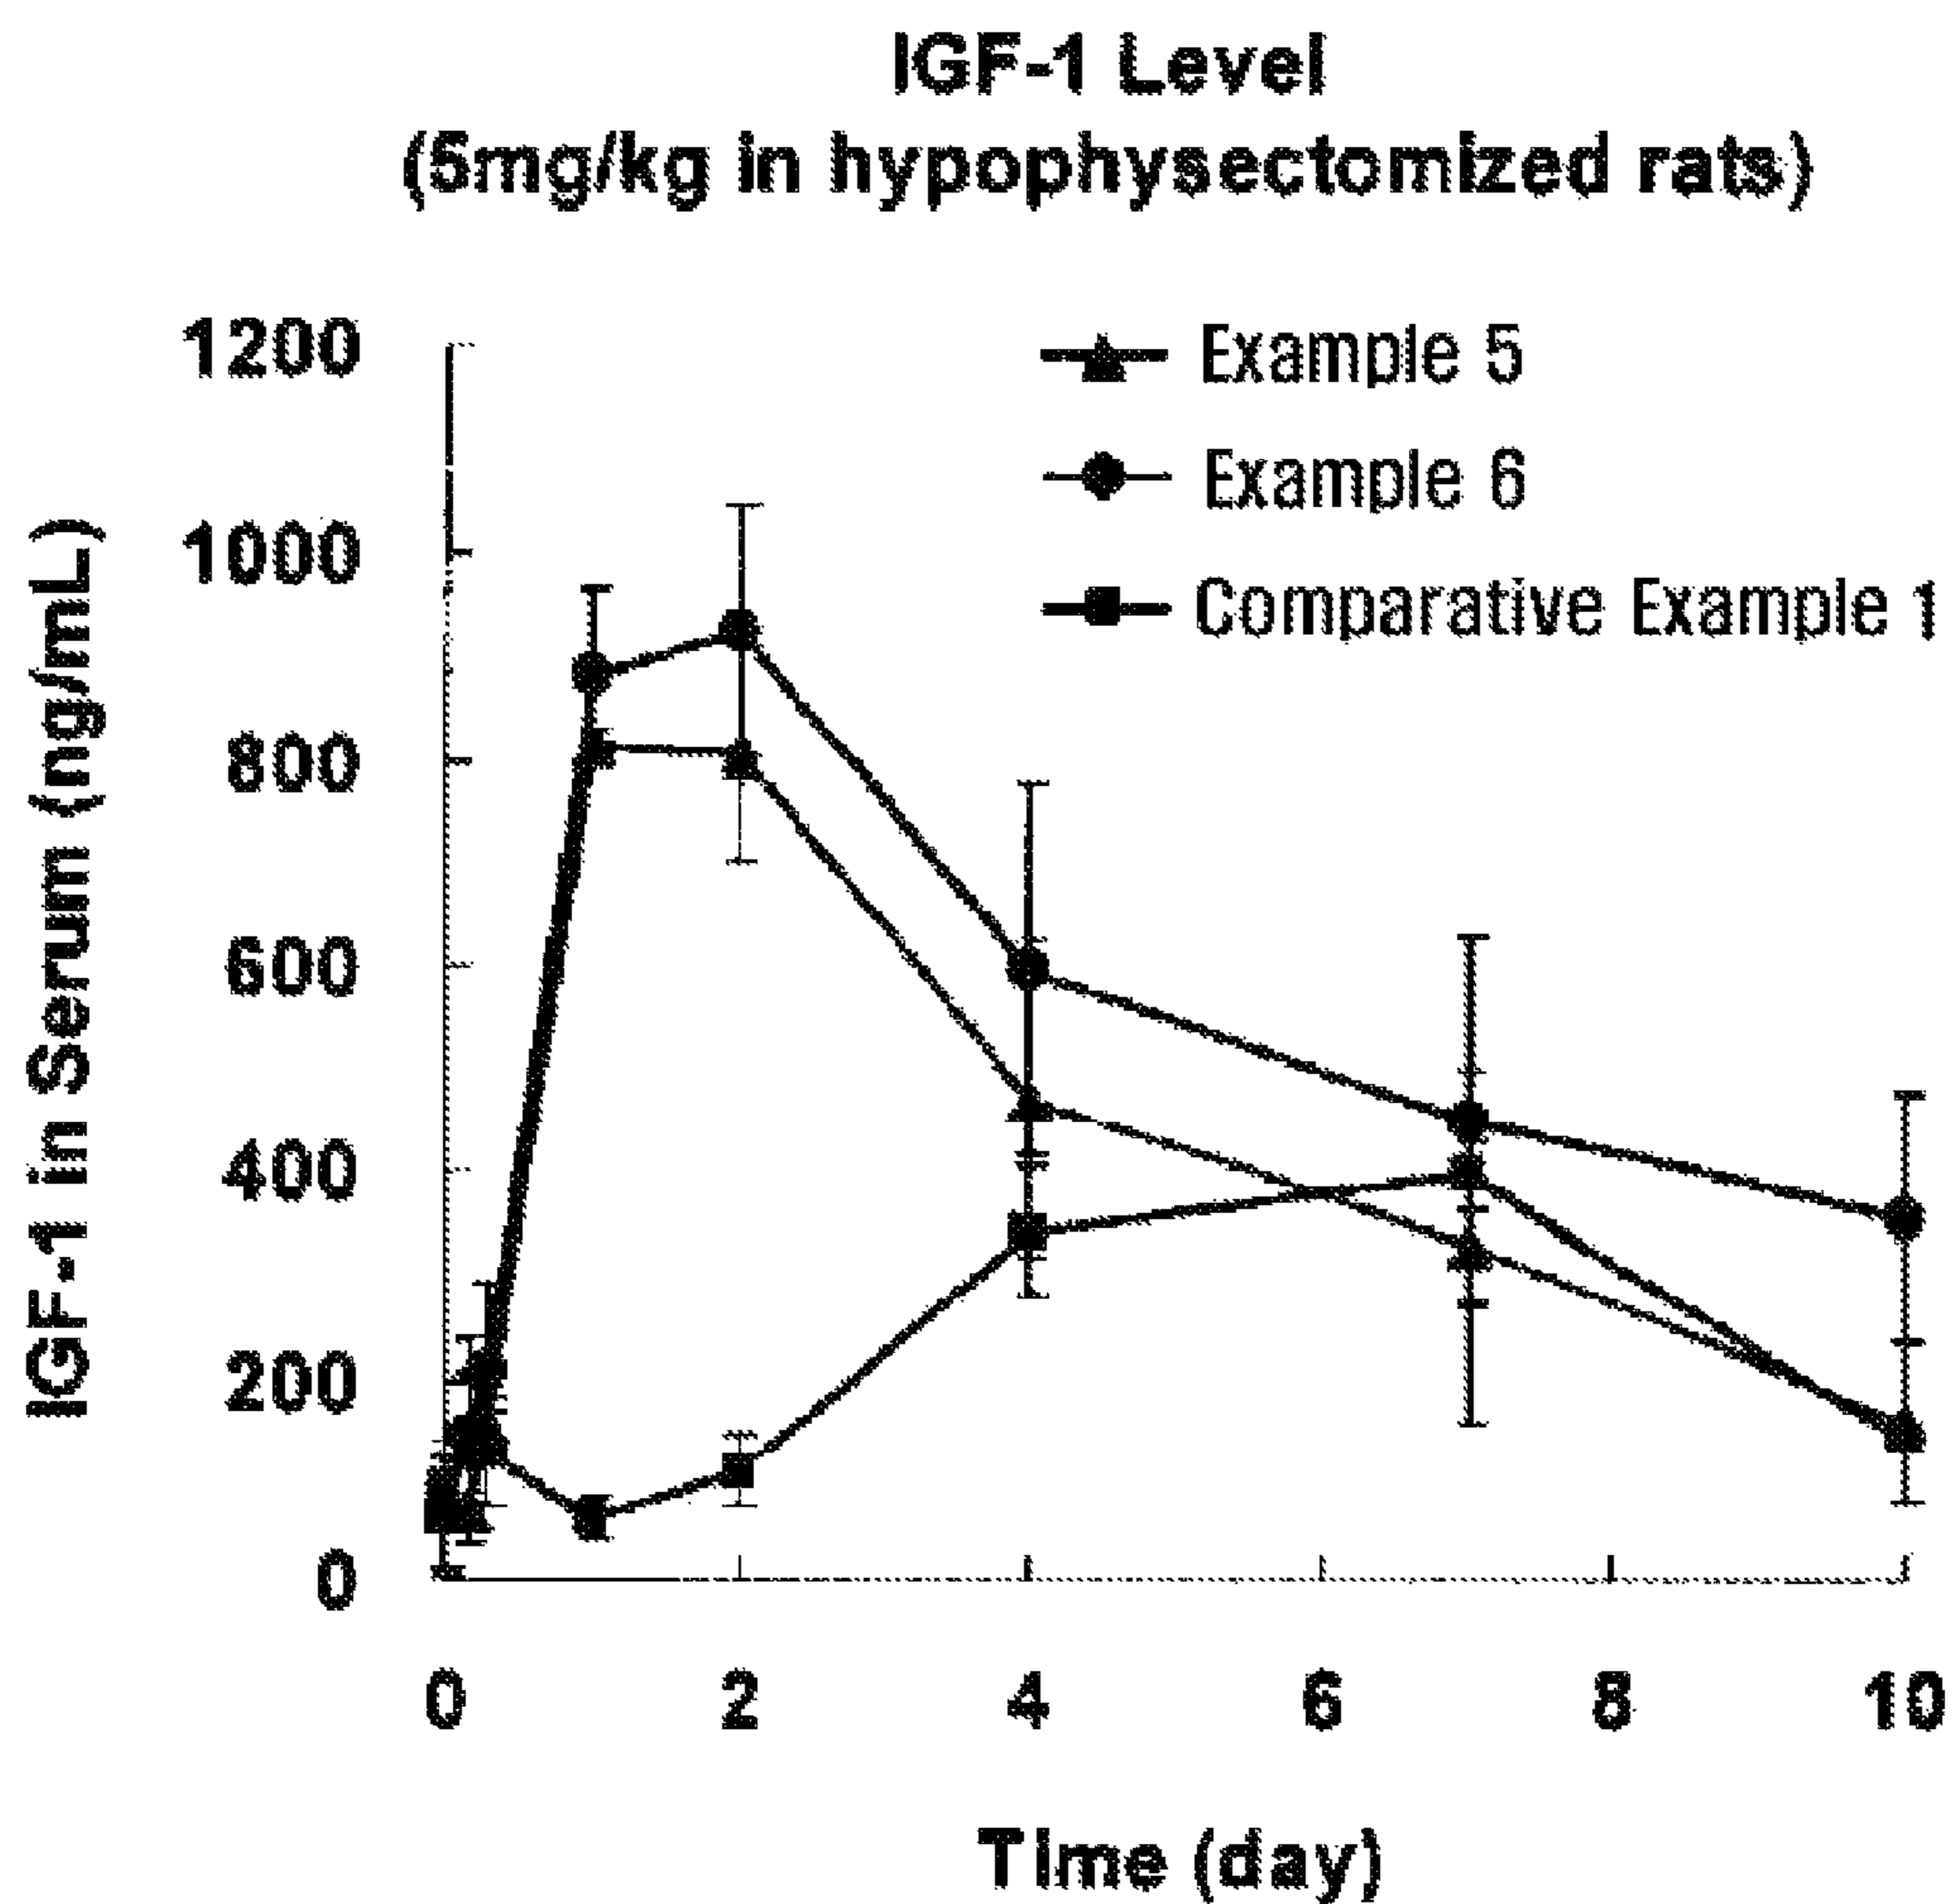 IGF-1 Level
(5mg/kg in hypophysectomized rats)
IGF-1 in Serum (ng/mL)
1200
1000
800
600
400
200
0
Example 5
Example 6
Comparative Example 1
0 2 4 6 8 10
Time (day)